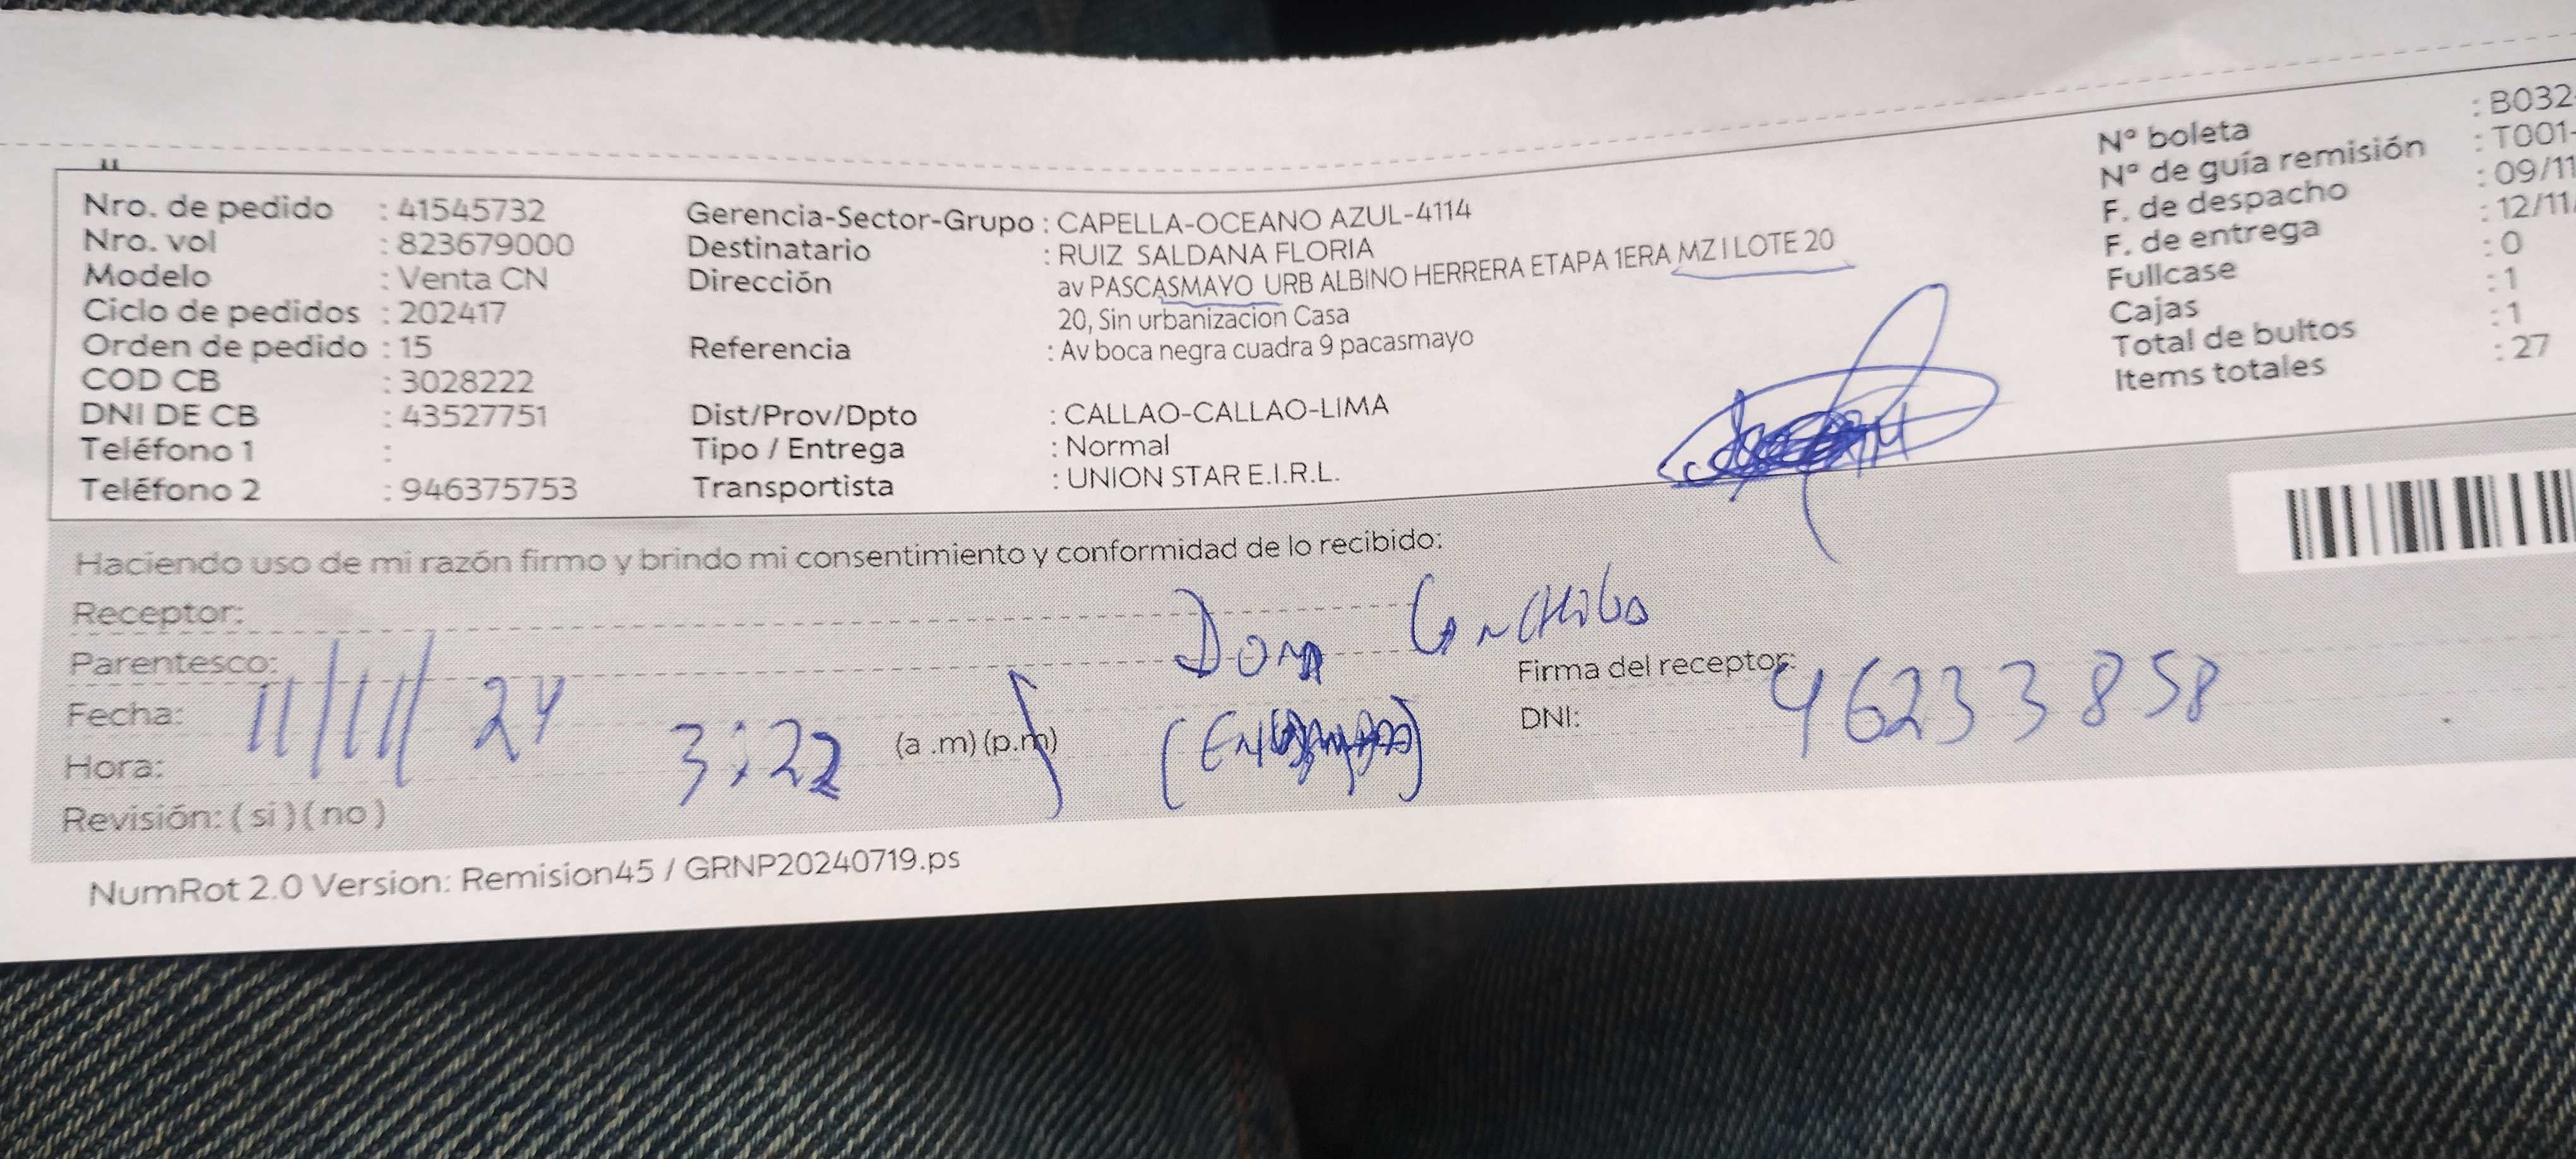 Nro. de pedido : 41545732
Nro. vol : 823679000
Modelo : Venta CN
Ciclo de pedidos : 202417
Orden de pedido : 15
COD CB : 3028222
DNI DE CB : 43527751
Teléfono 1 :
Teléfono 2 : 946375753
Gerencia-Sector-Grupo : CAPELLA-OCEANO AZUL-4114
Destinatario : RUIZ SALDANA FLORIA
Dirección av PASCASMAYO URB ALBINO HERRERA ETAPA 1ERA MZ I LOTE 20
20, Sin urbanizacion Casa
Referencia : Av boca negra cuadra 9 pacasmayo
Dist/Prov/Dpto : CALLAO-CALLAO-LIMA
Tipo / Entrega : Normal
Transportista : UNION STAR E.I.R.L.
N° boleta : B032
N° de guía remisión : T001-
F. de despacho : 09/11
F. de entrega : 12/11
Fullcase : 0
Cajas : 1
Total de bultos : 1
Items totales : 27
Haciendo uso de mi razón firmo y brindo mi consentimiento y conformidad de lo recibido:
Receptor:
Parentesco:
Fecha: 11/11/24
Hora: 3:22 (a .m) (p.m)
Revisión: ( si ) ( no )
Firma del receptor:
DNI: 46233858
NumRot 2.0 Version: Remision45 / GRNP20240719.ps